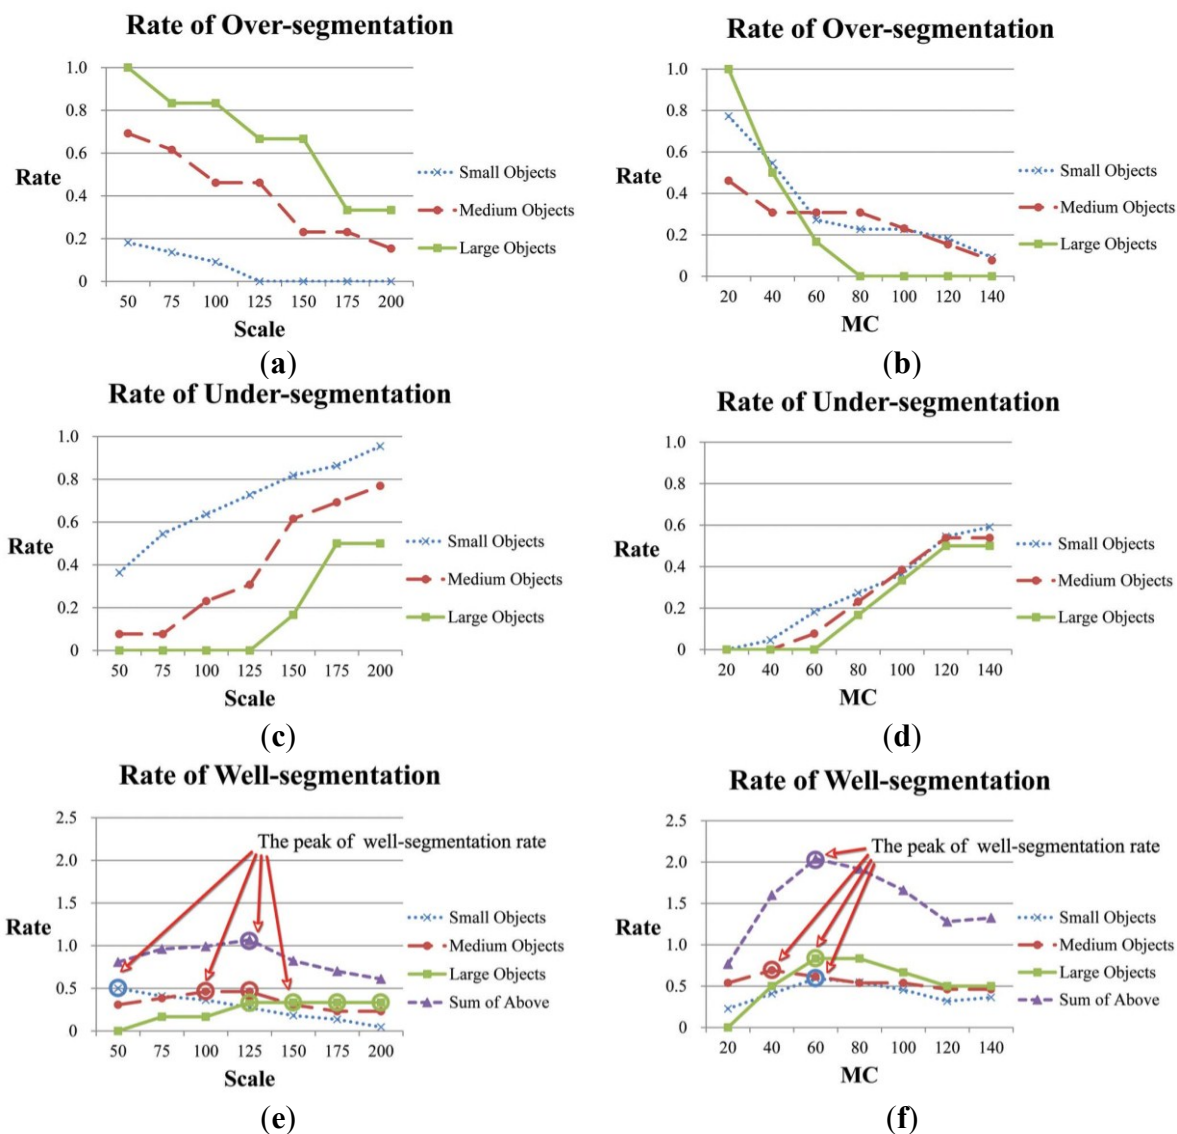 Rate of Over-segmentation
1.0
0.8
0.6
Rate
0.4
0.2
0
50 75 100 125 150 175 200
Scale
Small Objects
Medium Objects
Large Objects
(a)
Rate of Over-segmentation
1.0
0.8
0.6
Rate
0.4
0.2
0
20 40 60 80 100 120 140
MC
Small Objects
Medium Objects
Large Objects
(b)
Rate of Under-segmentation
1.0
0.8
0.6
Rate
0.4
0.2
0
50 75 100 125 150 175 200
Scale
Small Objects
Medium Objects
Large Objects
(c)
Rate of Under-segmentation
1.0
0.8
0.6
Rate
0.4
0.2
0
20 40 60 80 100 120 140
MC
Small Objects
Medium Objects
Large Objects
(d)
Rate of Well-segmentation
2.5
The peak of well-segmentation rate
2.0
1.5
Rate
1.0
0.5
0
50 75 100 125 150 175 200
Scale
Small Objects
Medium Objects
Large Objects
Sum of Above
(e)
Rate of Well-segmentation
2.5
The peak of well-segmentation rate
2.0
1.5
Rate
1.0
0.5
0
20 40 60 80 100 120 140
MC
Small Objects
Medium Objects
Large Objects
Sum of Above
(f)